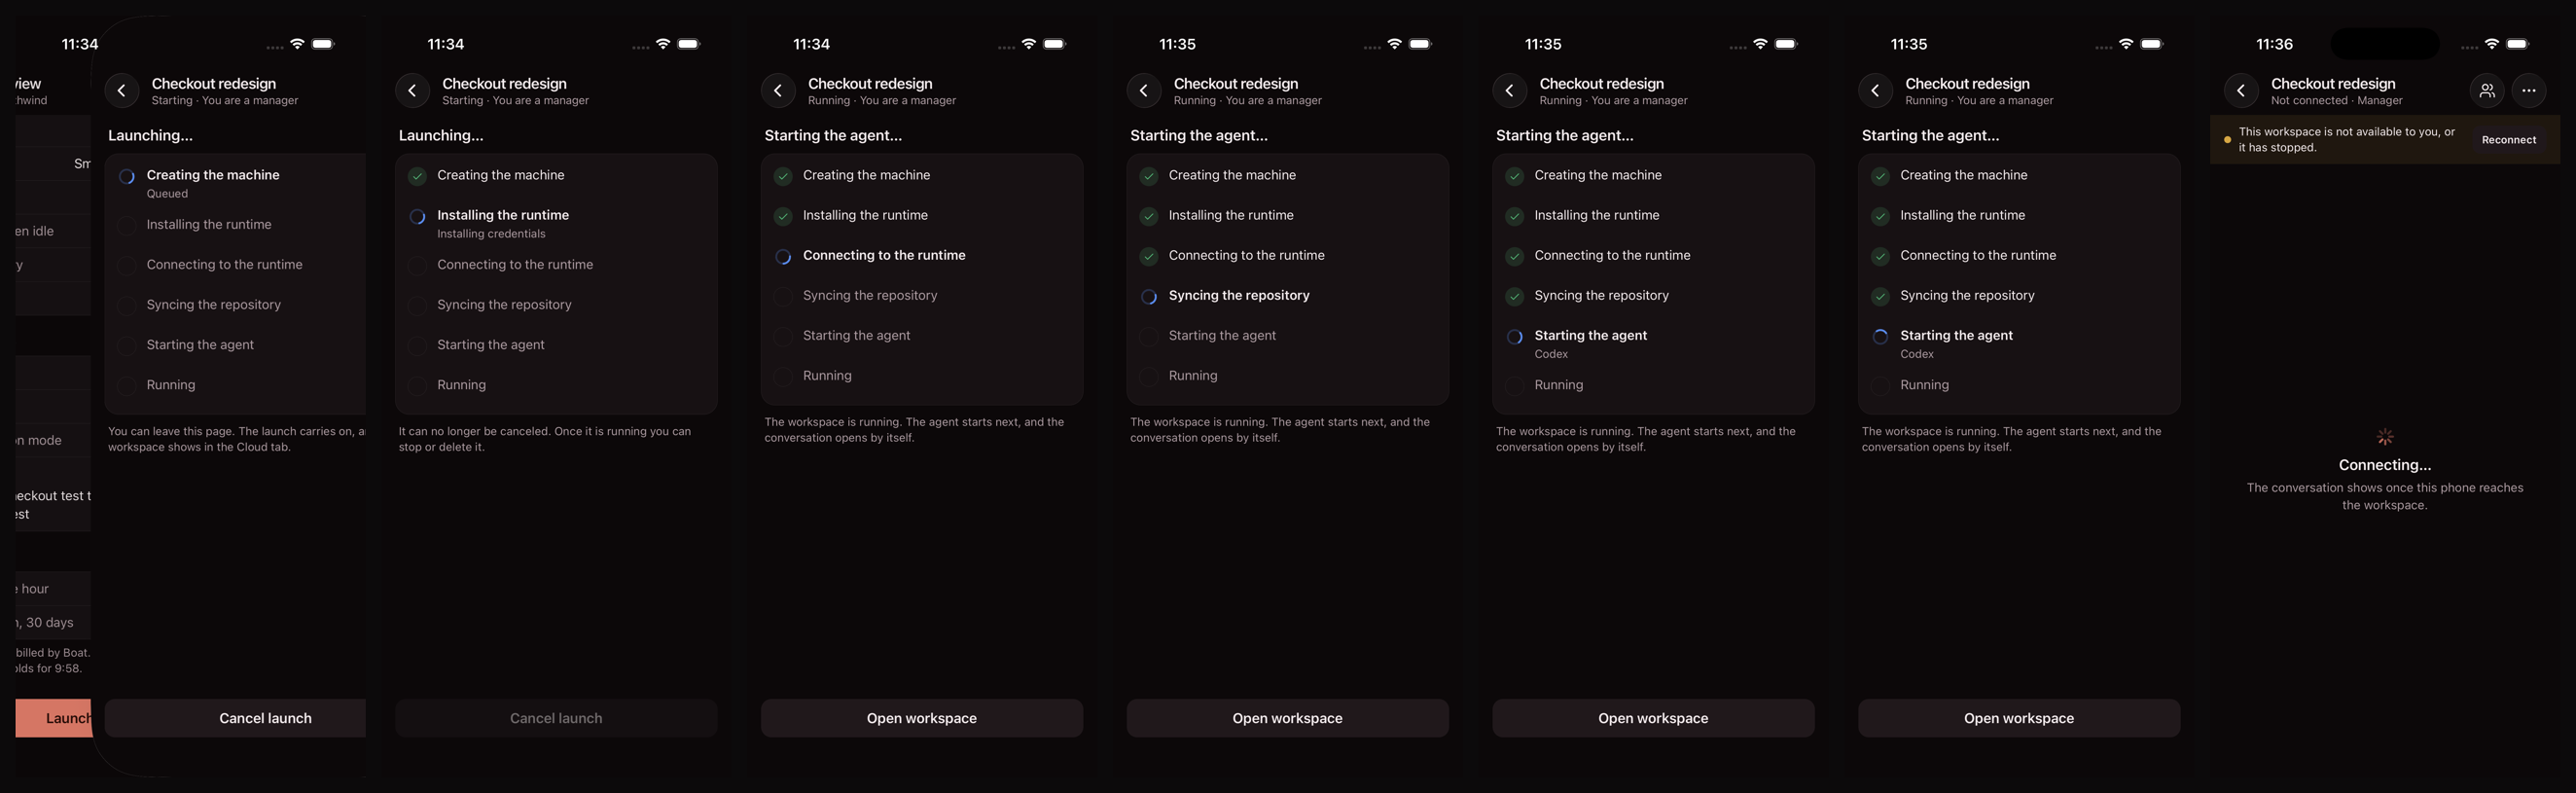 11:34
view
hwind
Sm
en idle
y
on mode
eckout test t
est
e hour
n, 30 days
billed by Boat.
olds for 9:58.
Launch
Checkout redesign
Starting · You are a manager
Launching...
Creating the machine
Queued
Installing the runtime
Connecting to the runtime
Syncing the repository
Starting the agent
Running
You can leave this page. The launch carries on, a
workspace shows in the Cloud tab.
Cancel launch
11:34
Checkout redesign
Starting · You are a manager
Launching...
Creating the machine
Installing the runtime
Installing credentials
Connecting to the runtime
Syncing the repository
Starting the agent
Running
It can no longer be canceled. Once it is running you can
stop or delete it.
Cancel launch
11:34
Checkout redesign
Running · You are a manager
Starting the agent...
Creating the machine
Installing the runtime
Connecting to the runtime
Syncing the repository
Starting the agent
Running
The workspace is running. The agent starts next, and the
conversation opens by itself.
Open workspace
11:35
Checkout redesign
Running · You are a manager
Starting the agent...
Creating the machine
Installing the runtime
Connecting to the runtime
Syncing the repository
Starting the agent
Running
The workspace is running. The agent starts next, and the
conversation opens by itself.
Open workspace
11:35
Checkout redesign
Running · You are a manager
Starting the agent...
Creating the machine
Installing the runtime
Connecting to the runtime
Syncing the repository
Starting the agent
Codex
Running
The workspace is running. The agent starts next, and the
conversation opens by itself.
Open workspace
11:35
Checkout redesign
Running · You are a manager
Starting the agent...
Creating the machine
Installing the runtime
Connecting to the runtime
Syncing the repository
Starting the agent
Codex
Running
The workspace is running. The agent starts next, and the
conversation opens by itself.
Open workspace
11:36
Checkout redesign
Not connected · Manager
This workspace is not available to you, or
it has stopped.
Reconnect
Connecting...
The conversation shows once this phone reaches
the workspace.